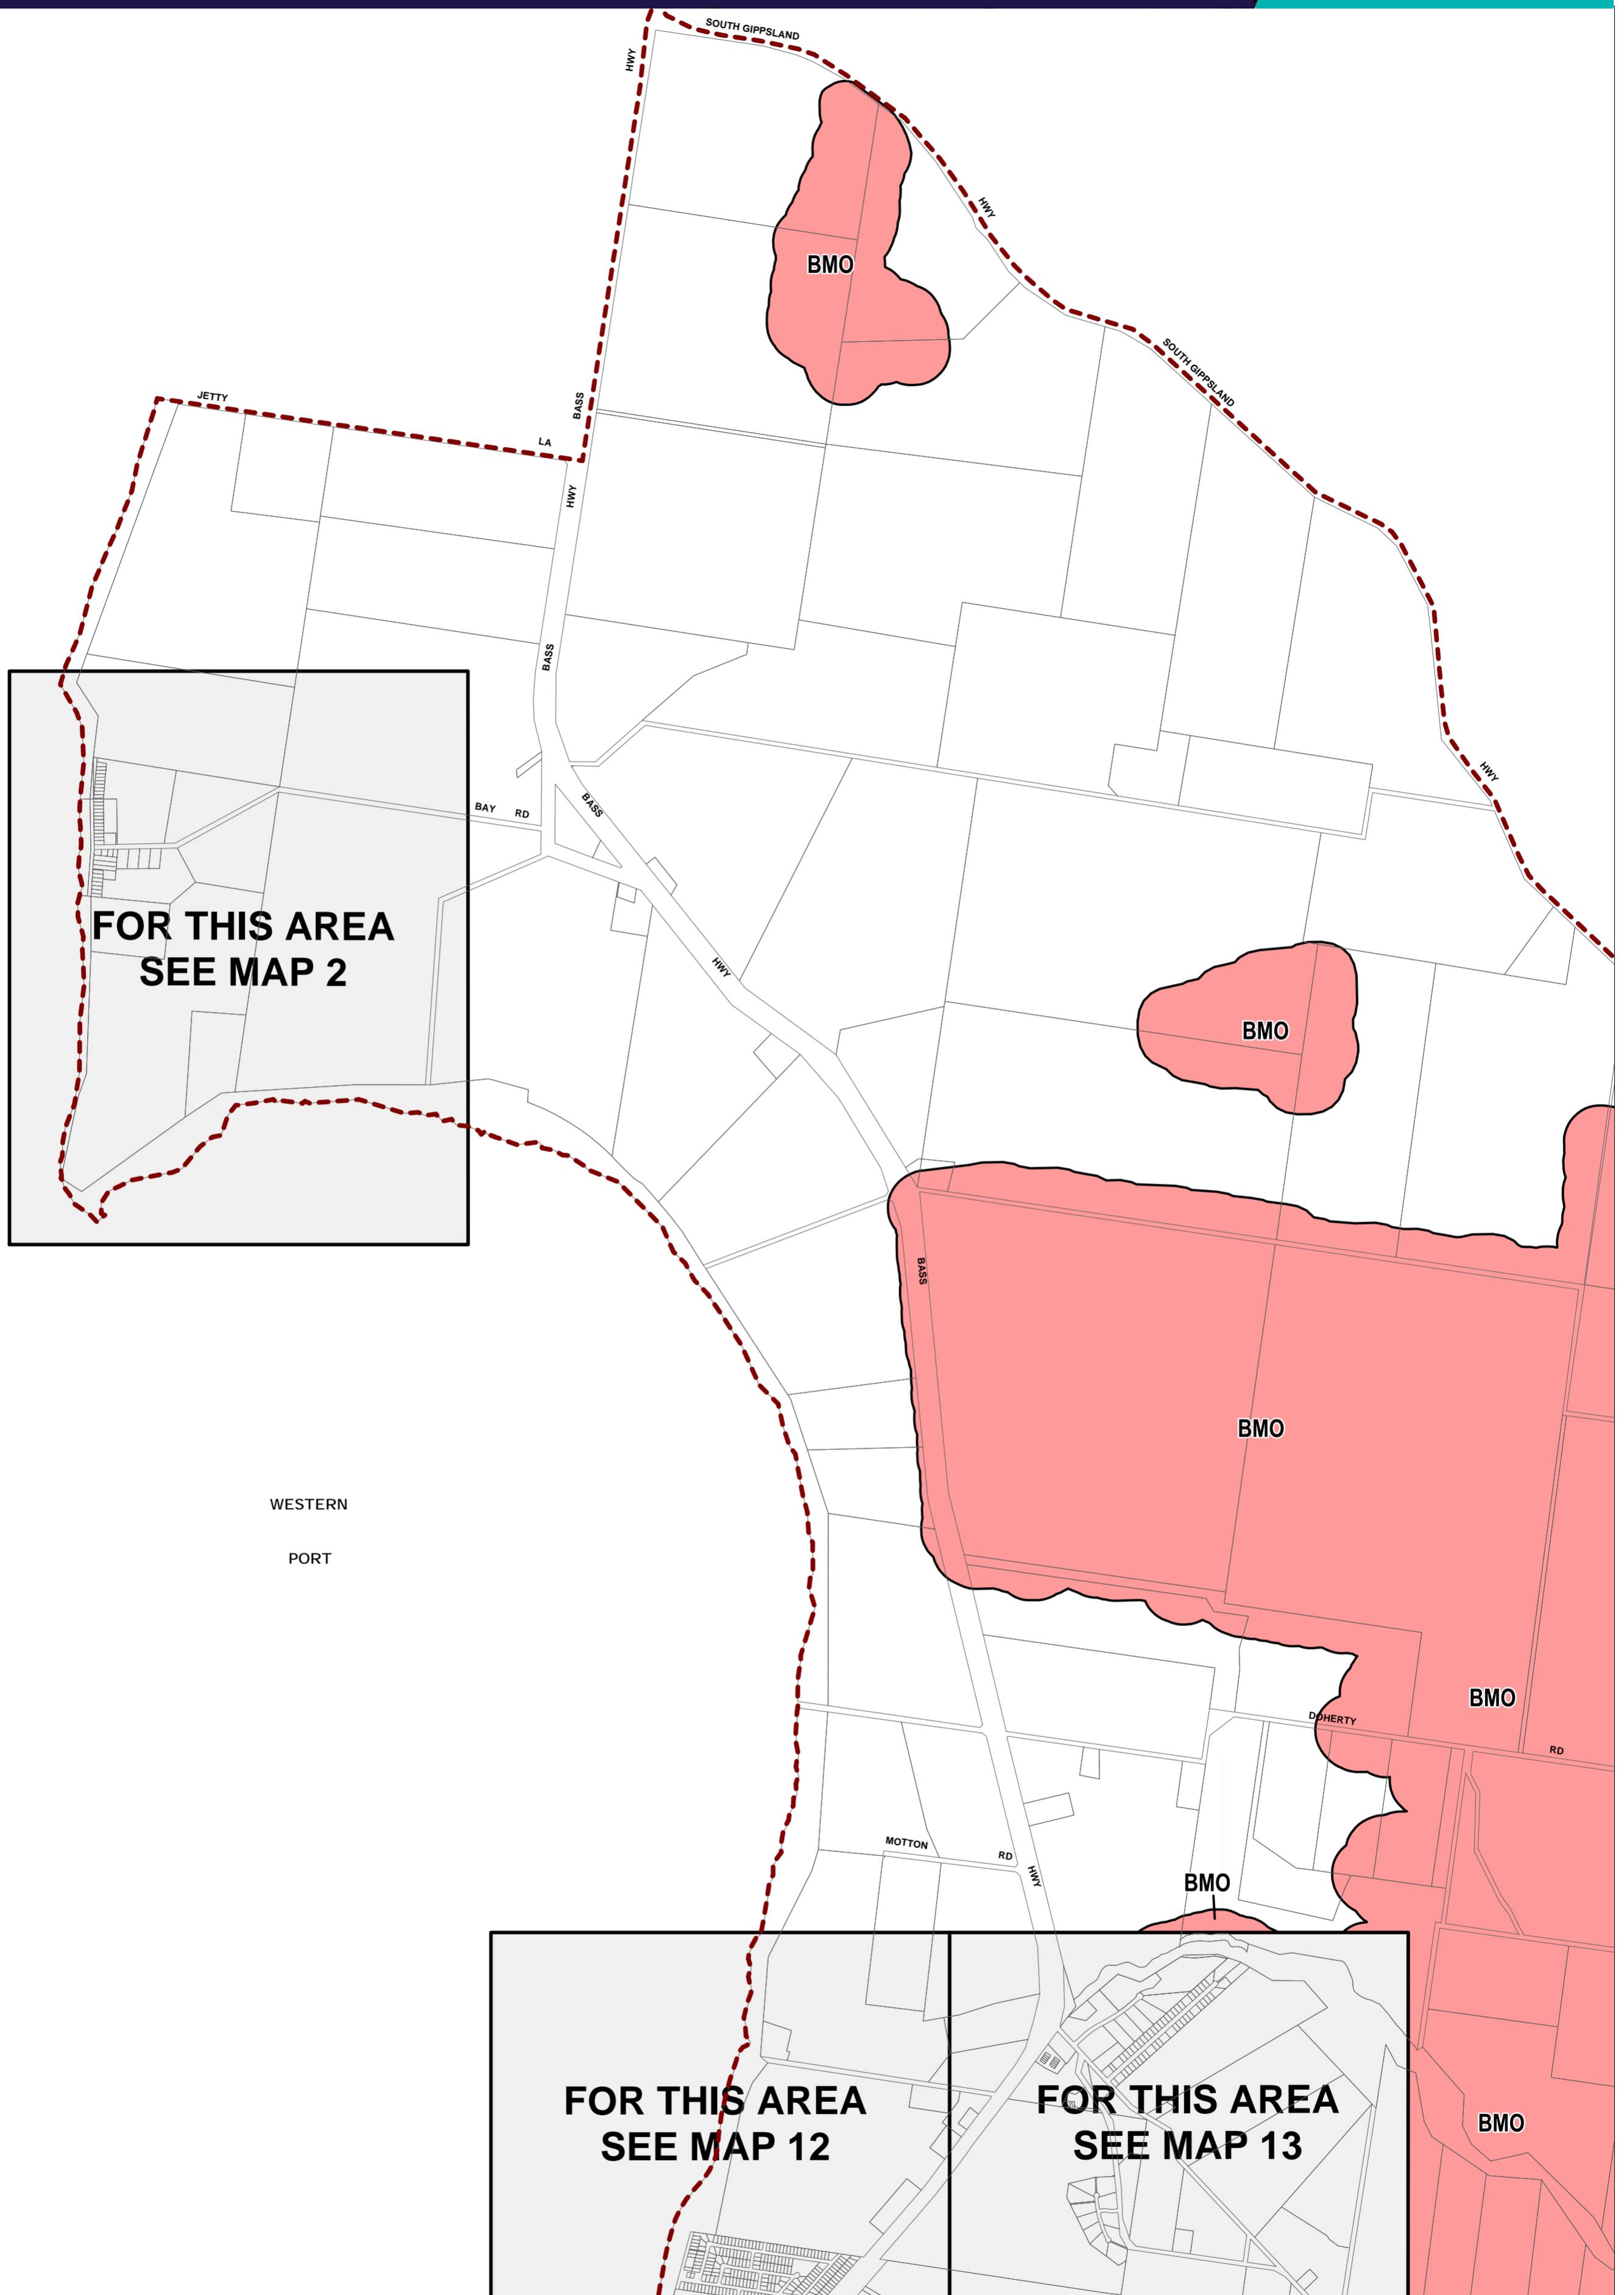 SOUTH GIPPSLAND
HWY
HWY
BMO
SOUTH GIPPSLAND
JETTY
BASS
LA
HWY
BASS
HWY
BAY RD
BASS
FOR THIS AREA
SEE MAP 2
HWY
BMO
BASS
BMO
WESTERN
PORT
BMO
DOHERTY
RD
MOTTON RD
HWY
BMO
FOR THIS AREA
SEE MAP 12
FOR THIS AREA
SEE MAP 13
BMO